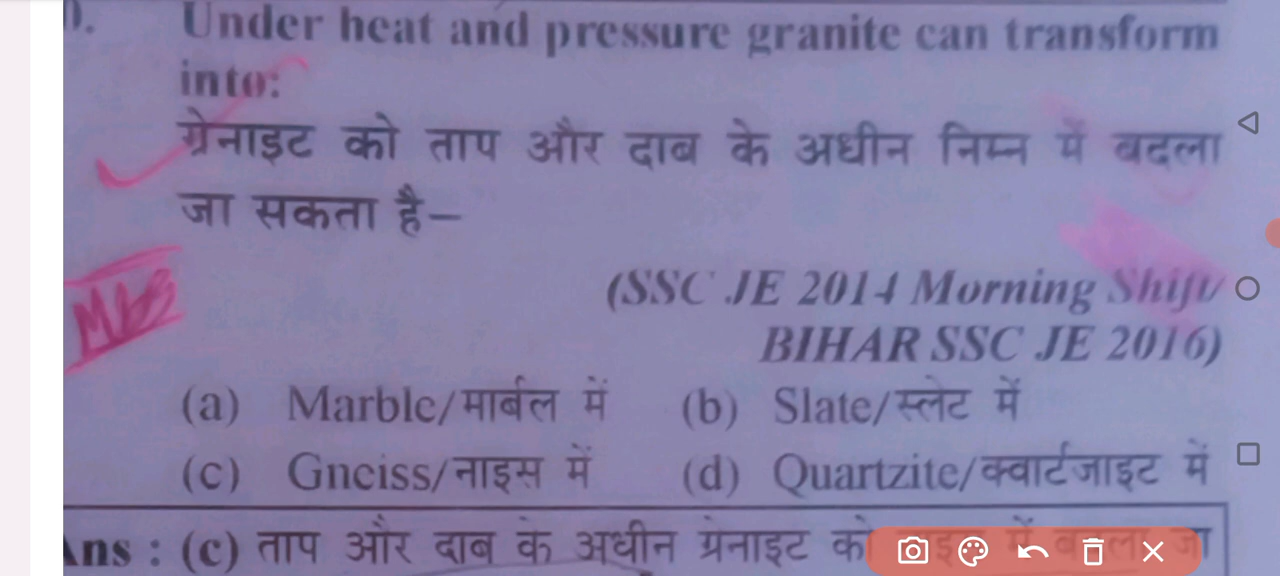 Under heat and pressure granite can transform
into:
ग्रेनाइट को ताप और दाब के अधीन निम्न में बदला
जा सकता है–
(SSC JE 2014 Morning Shift/
BIHAR SSC JE 2016)
(a) Marble/मार्बल में (b) Slate/स्लेट में
(c) Gneiss/नाइस में (d) Quartzite/क्वार्टजाइट में
Ans : (c) ताप और दाब के अधीन ग्रेनाइट को